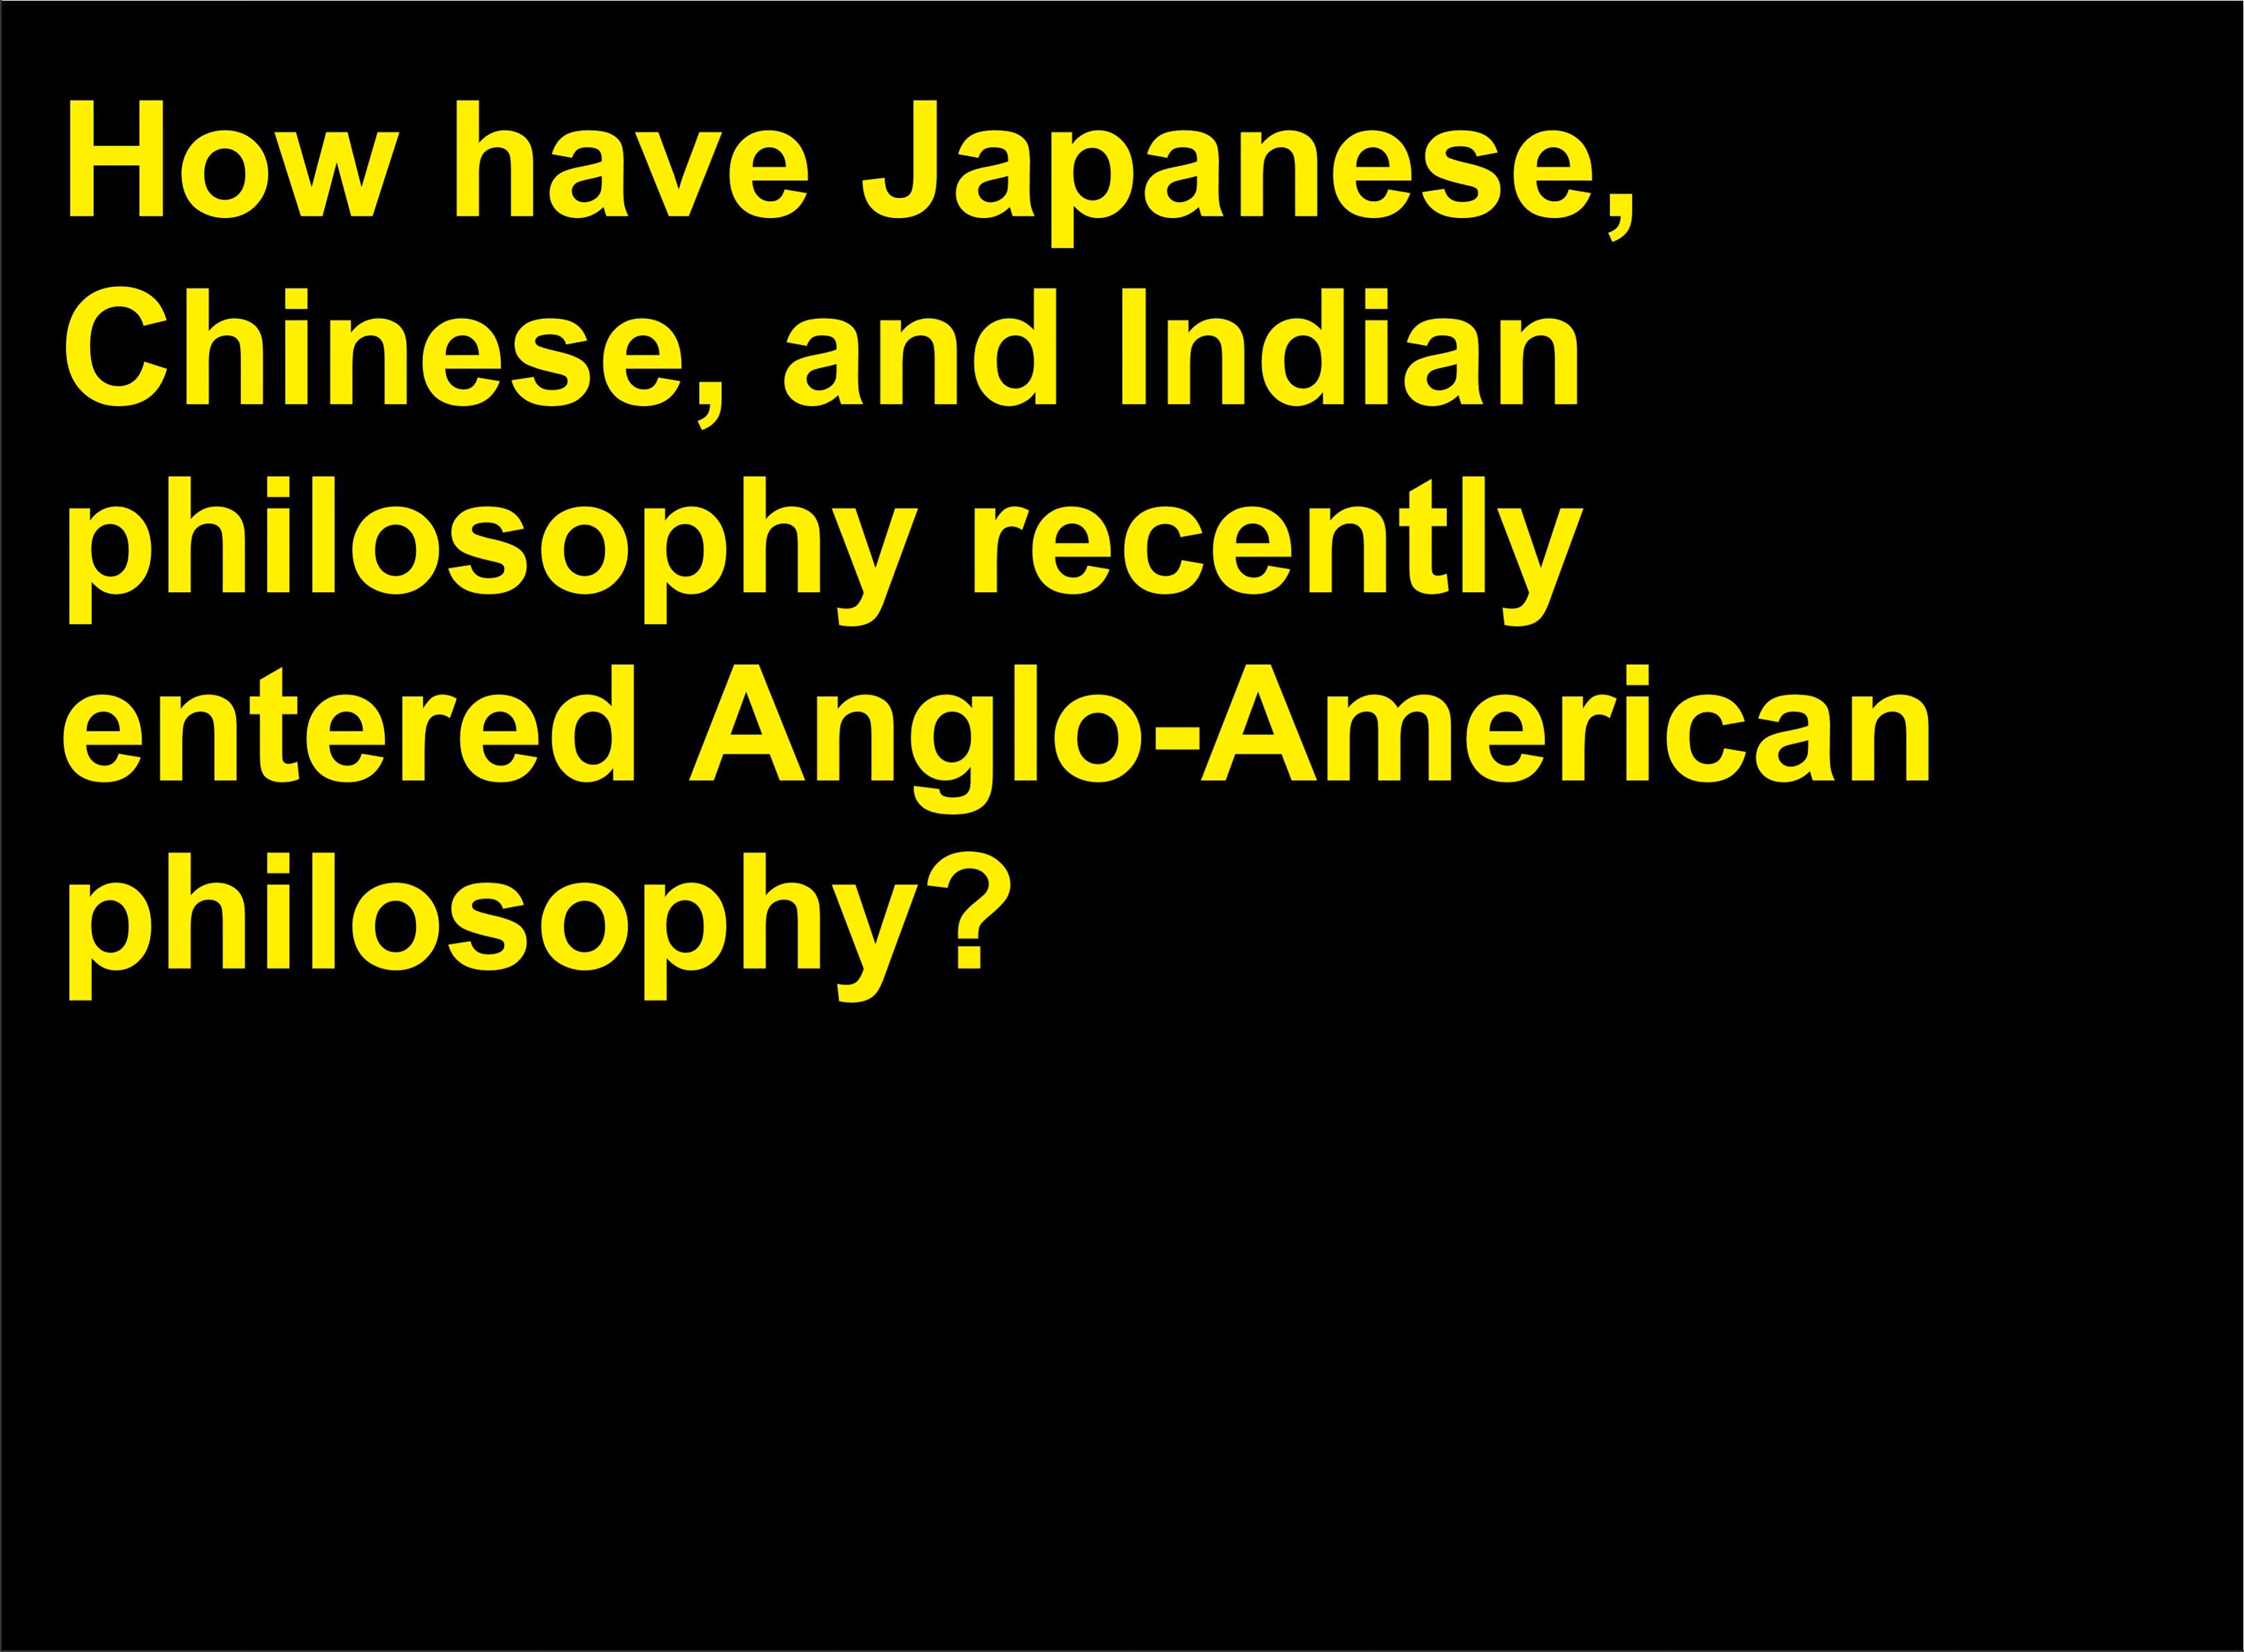 How have Japanese,
Chinese, and Indian
philosophy recently
entered Anglo-American
philosophy?